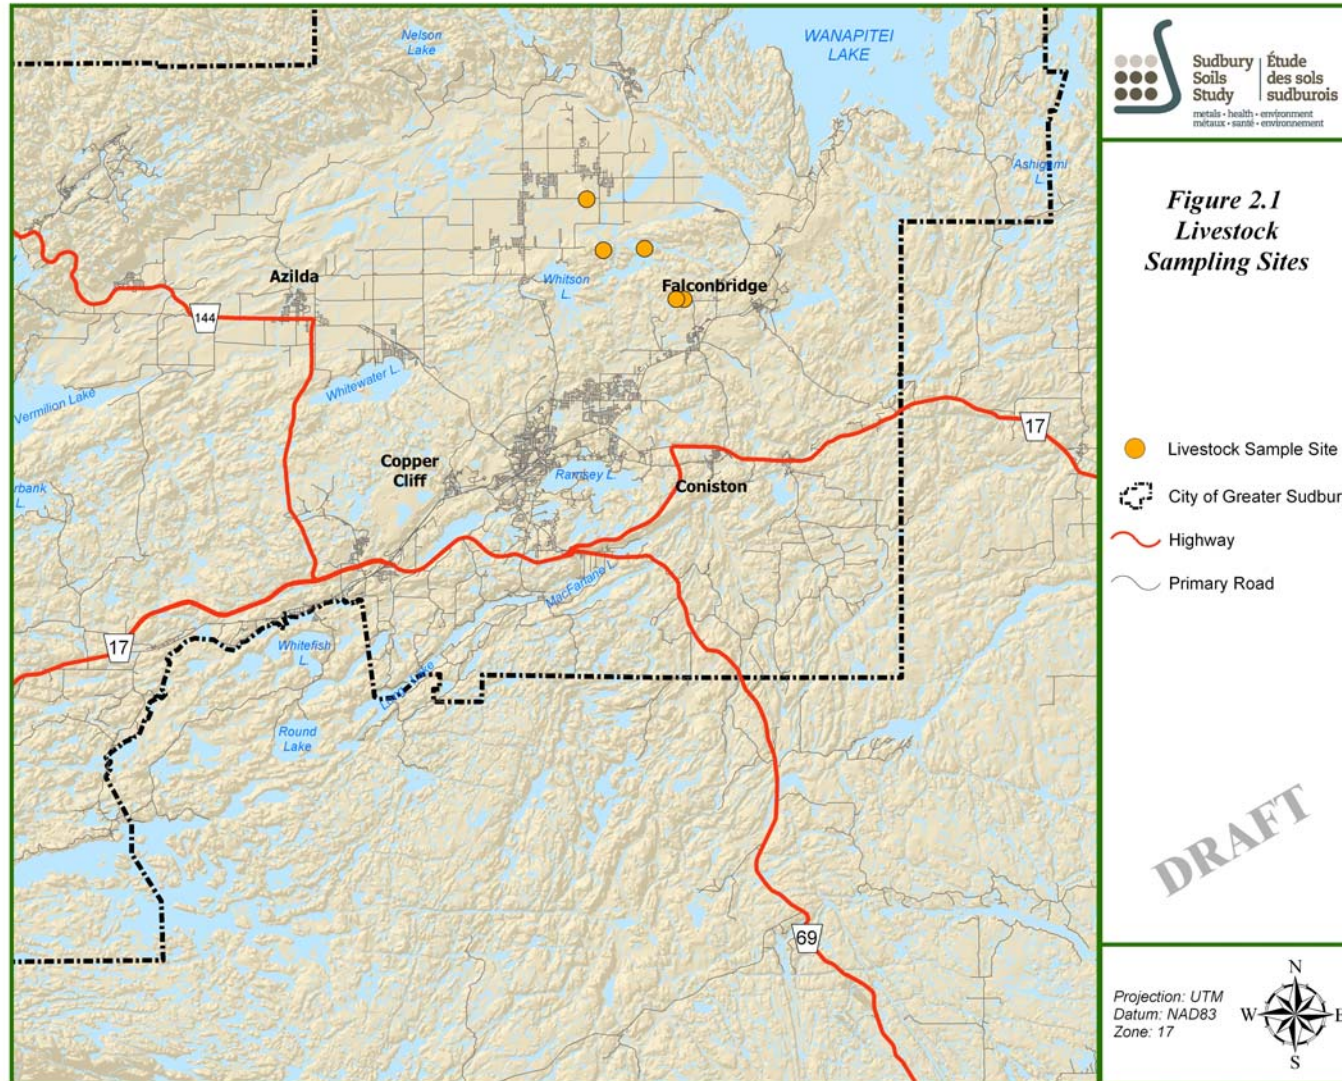 Nelson
Lake
WANAPITEI
LAKE
Ashigami
L.
Azilda
Whitson
L.
Falconbridge
144
Whitewater L.
Vermilion Lake
17
Copper
Cliff
Ramsey L.
Coniston
rbank
L.
MacFarlane L.
17
Whitefish
L.
Round
Lake
69
Sudbury
Soils
Study
Étude
des sols
sudburois
metals · health · environment
métaux · santé · environnement
Figure 2.1
Livestock
Sampling Sites
Livestock Sample Site
City of Greater Sudbur
Highway
Primary Road
DRAFT
Projection: UTM
Datum: NAD83
Zone: 17
N
W
E
S